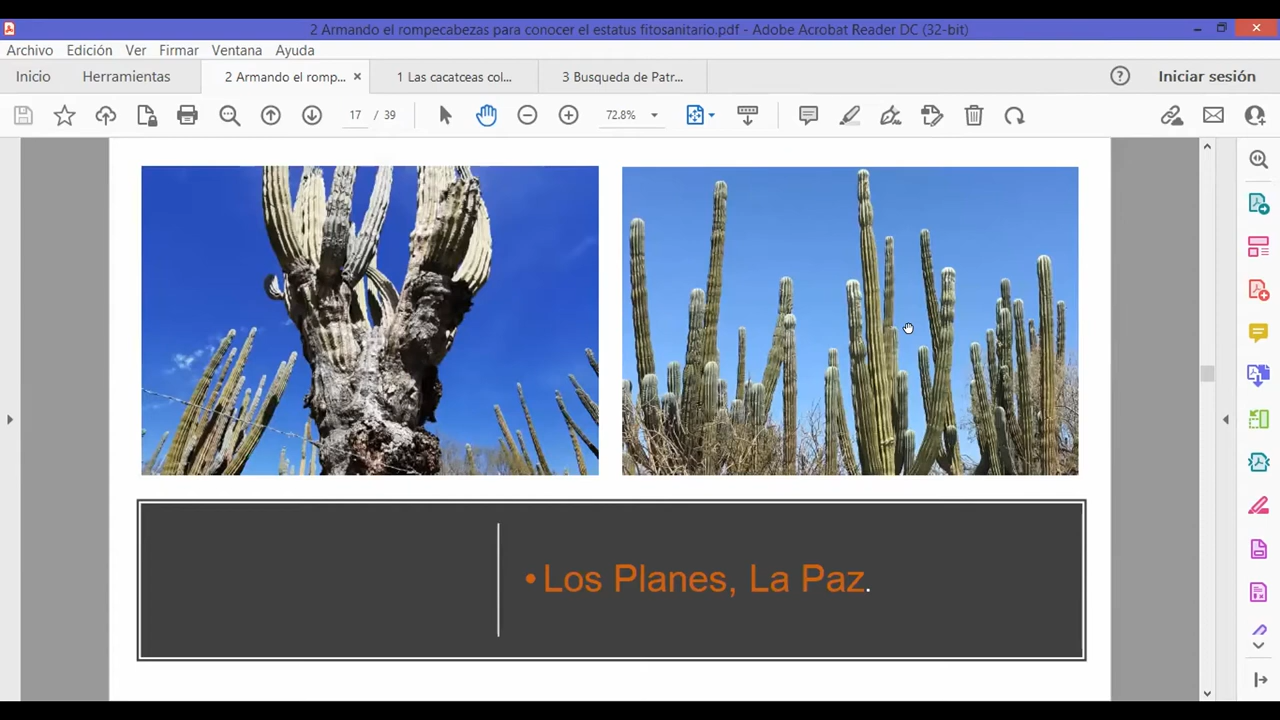 2 Armando el rompecabezas para conocer el estatus fitosanitario.pdf - Adobe Acrobat Reader DC (32-bit)
Archivo Edición Ver Firmar Ventana Ayuda
Inicio Herramientas 2 Armando el romp... × 1 Las cacatceas col... 3 Busqueda de Patr... Iniciar sesión
17 / 39 72.8%
• Los Planes, La Paz.